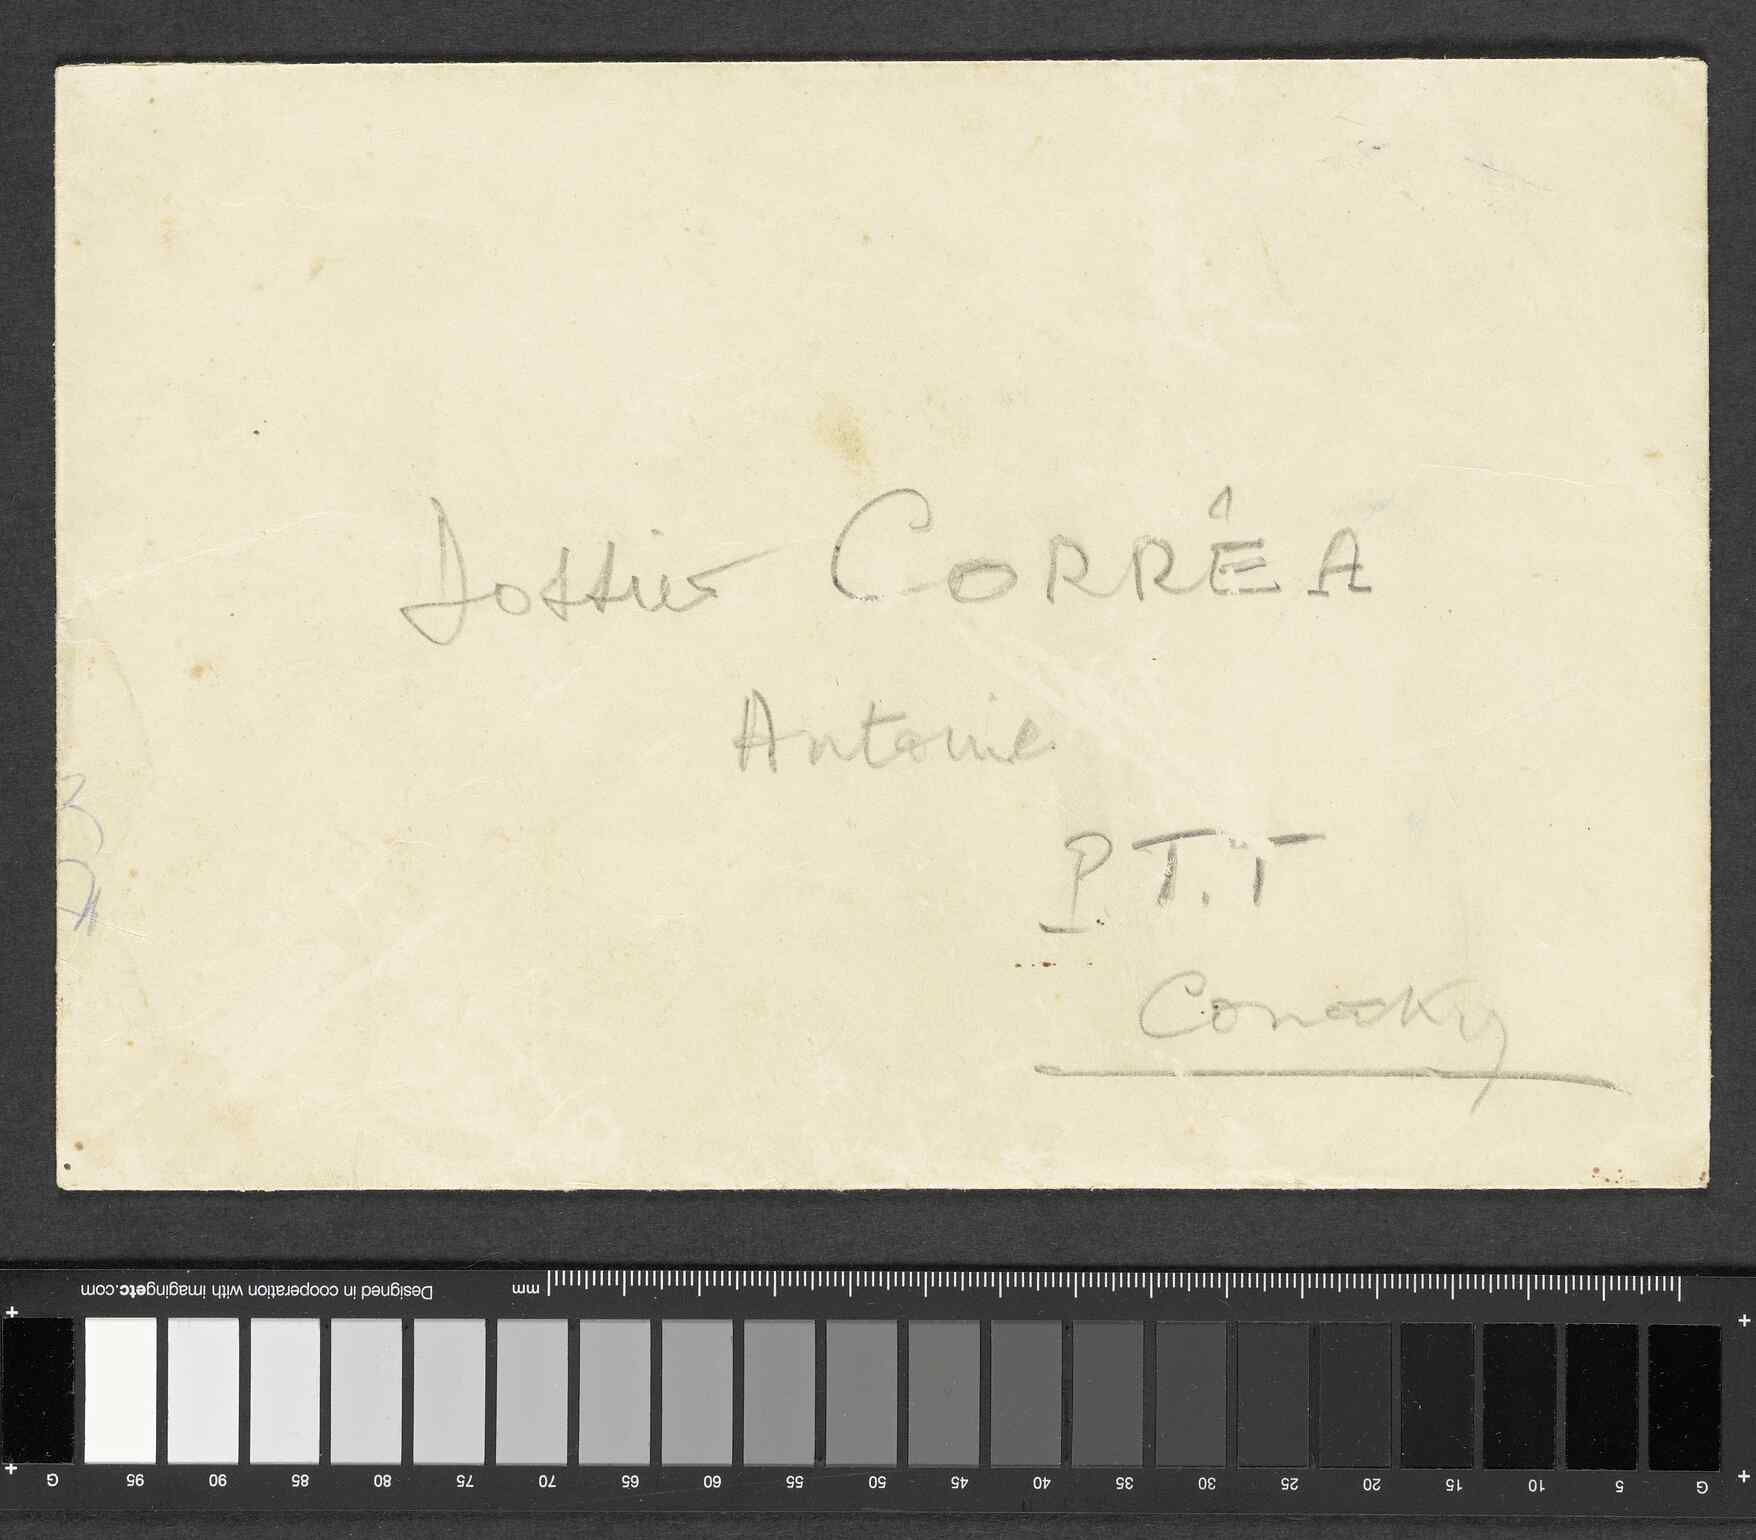 Dossier CORRÊA
Antoine
P.T.T
Conakry
Designed in cooperation with imagingetc.com
mm
G 95 90 85 80 75 70 65 60 55 50 45 40 35 30 25 20 15 10 5 G